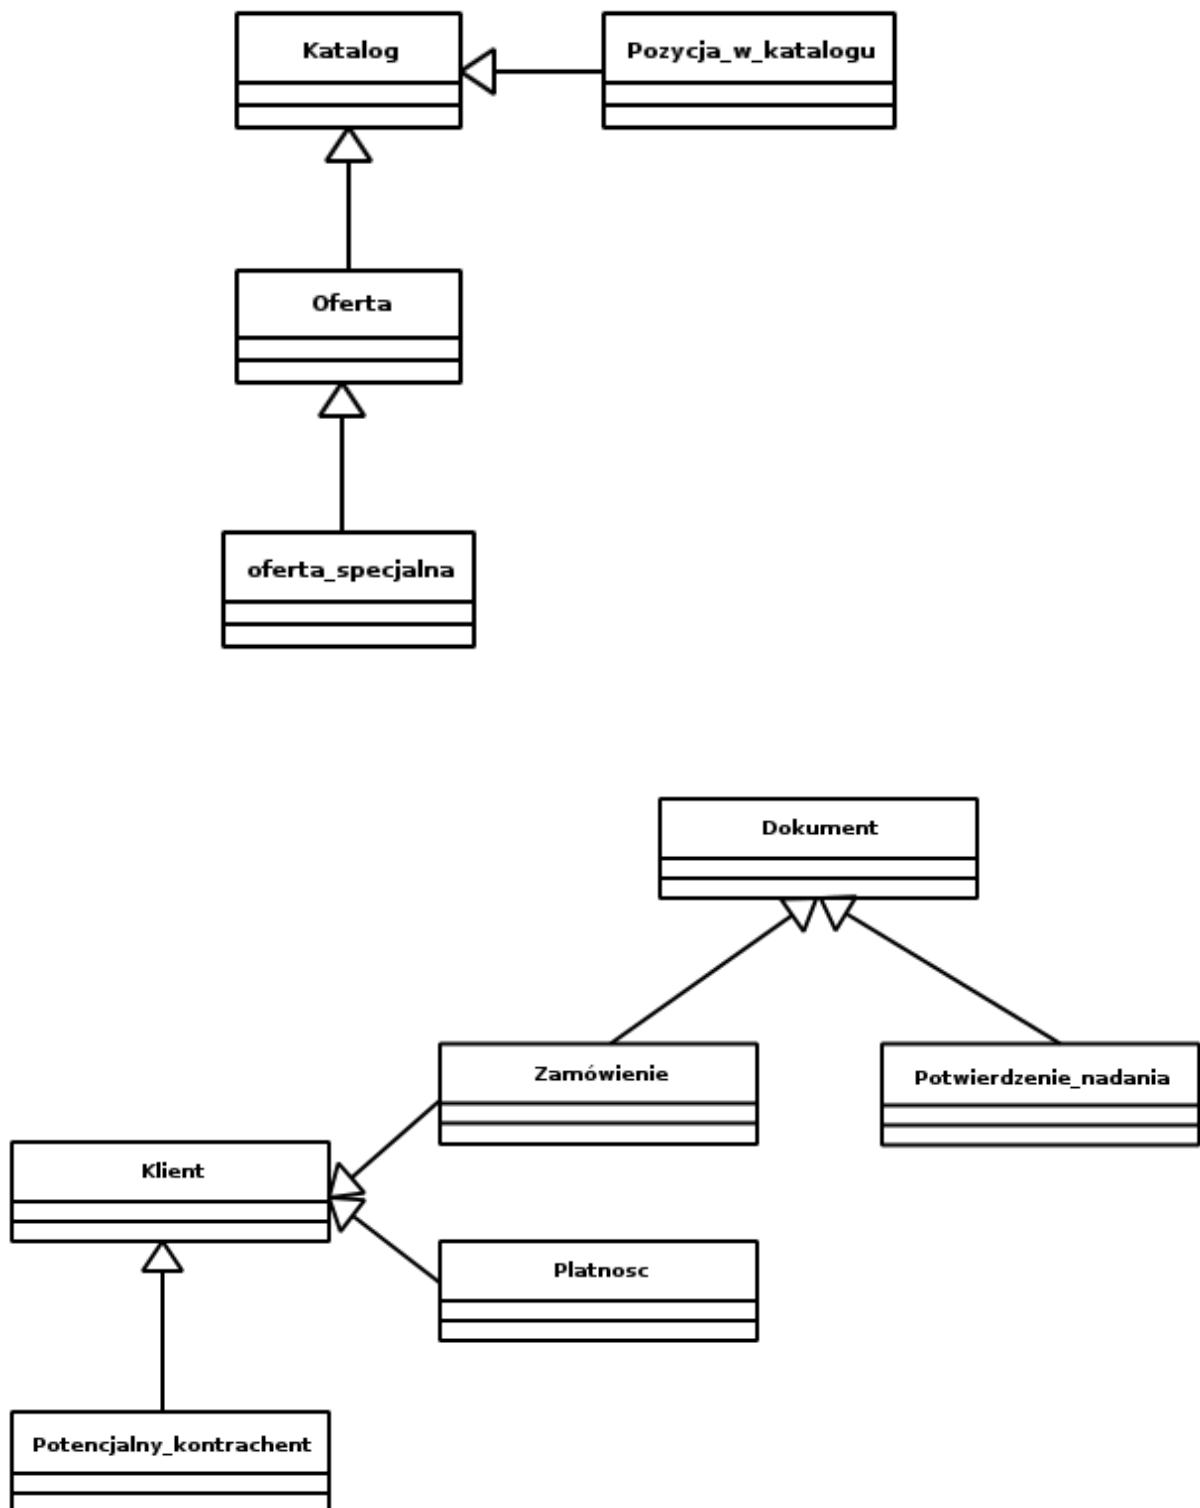 Katalog
Pozycja_w_katalogu
Oferta
oferta_specjalna
Dokument
Zamówienie
Potwierdzenie_nadania
Klient
Platnosc
Potencjalny_kontrachent